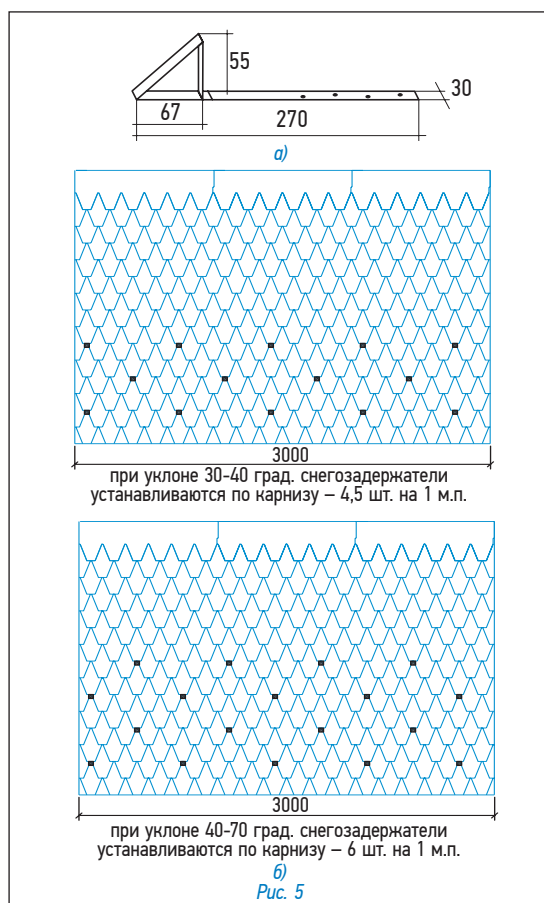 55
30
67
270
а)
3000
при уклоне 30-40 град. снегозадержатели
устанавливаются по карнизу – 4,5 шт. на 1 м.п.
3000
при уклоне 40-70 град. снегозадержатели
устанавливаются по карнизу – 6 шт. на 1 м.п.
б)
Рис. 5